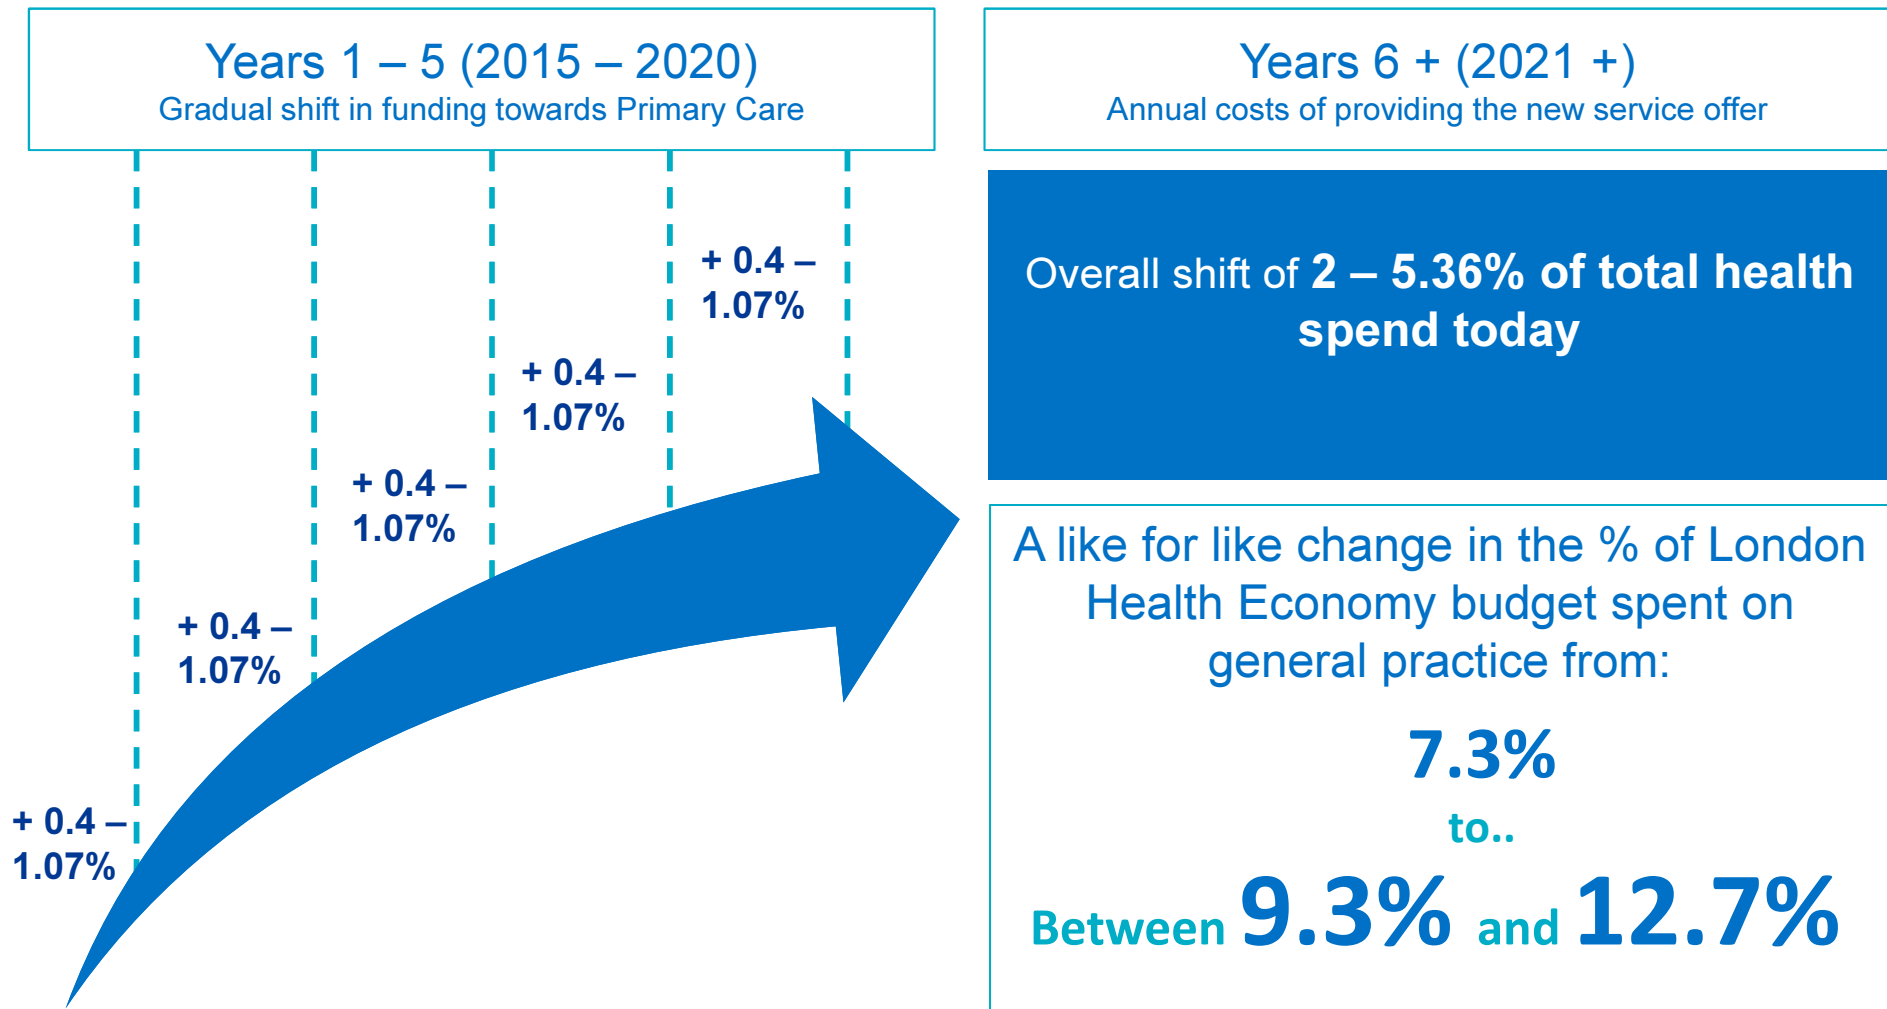 Years 1 – 5 (2015 – 2020)
Gradual shift in funding towards Primary Care
+ 0.4 –
1.07%
+ 0.4 –
1.07%
+ 0.4 –
1.07%
+ 0.4 –
1.07%
+ 0.4 –
1.07%
Years 6 + (2021 +)
Annual costs of providing the new service offer
Overall shift of 2 – 5.36% of total health
spend today
A like for like change in the % of London
Health Economy budget spent on
general practice from:
7.3%
to..
Between 9.3% and 12.7%